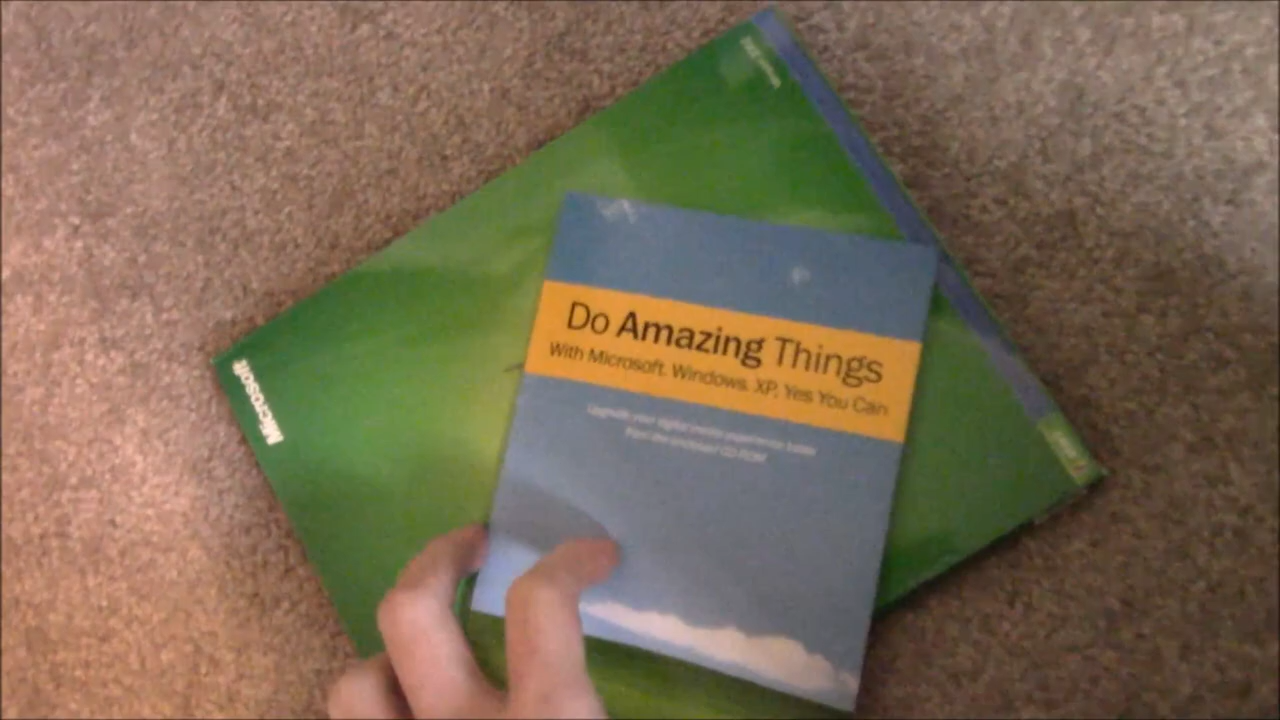 Do Amazing Things
With Microsoft. Windows. XP. Yes You Can
Upgrade your digital media experience today
from the enclosed CD-ROM
Microsoft